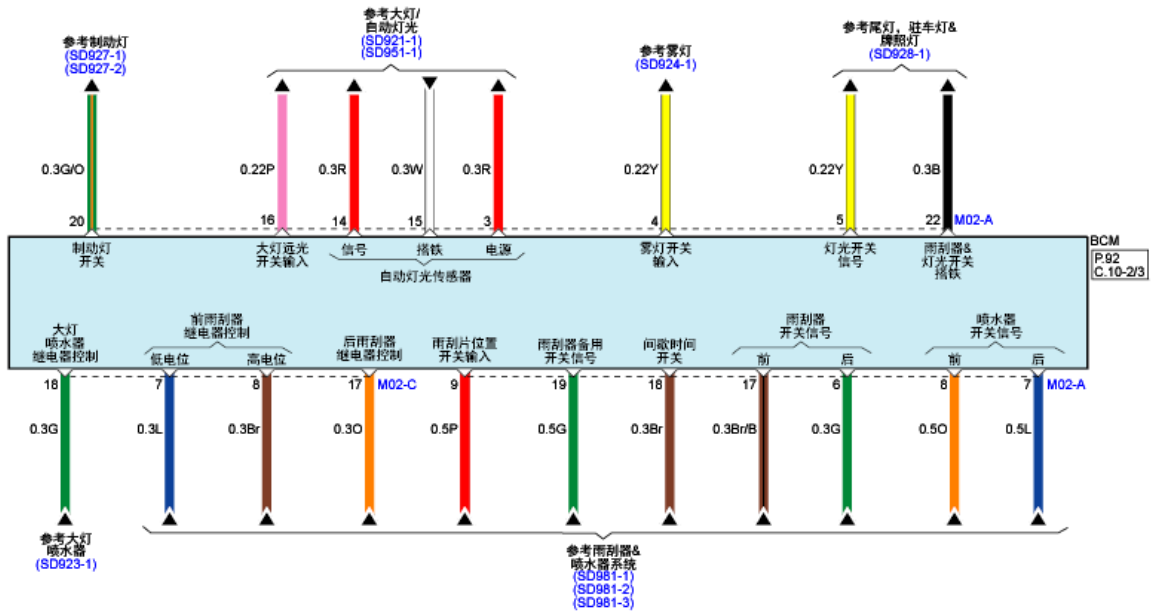 参考制动灯
(SD927-1)
(SD927-2)
参考大灯/
自动灯光
(SD921-1)
(SD951-1)
参考雾灯
(SD924-1)
参考尾灯，驻车灯&
牌照灯
(SD928-1)
0.3G/O
0.22P
0.3R
0.3W
0.3R
0.22Y
0.22Y
0.3B
20
16
14
15
3
4
5
22
M02-A
制动灯
开关
大灯远光
开关输入
信号
搭铁
电源
自动灯光传感器
雾灯开关
输入
灯光开关
信号
雨刮器&
灯光开关
搭铁
BCM
P.92
C.10-2/3
大灯
喷水器
继电器控制
前雨刮器
继电器控制
低电位
高电位
后雨刮器
继电器控制
雨刮片位置
开关输入
雨刮器备用
开关信号
间歇时间
开关
雨刮器
开关信号
前
后
喷水器
开关信号
前
后
18
7
8
17
M02-C
9
19
18
17
6
8
7
M02-A
0.3G
0.3L
0.3Br
0.3O
0.5P
0.5G
0.3Br
0.3Br/B
0.3G
0.5O
0.5L
参考大灯
喷水器
(SD923-1)
参考雨刮器&
喷水器系统
(SD981-1)
(SD981-2)
(SD981-3)